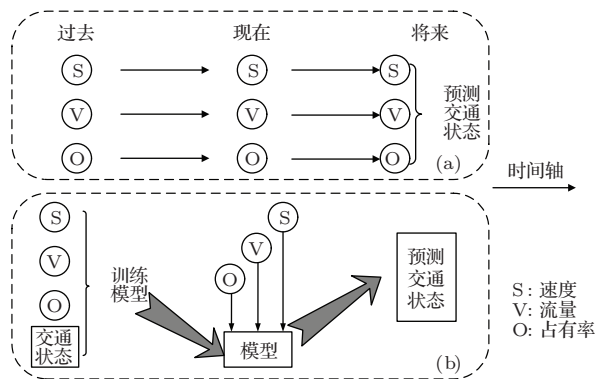 过去 现在 将来
S S S
V V V
O O O
预测
交通
状态
(a)
时间轴
S
V
O
交通
状态
训练
模型
S
V
O
模型
预测
交通
状态
(b)
S: 速度
V: 流量
O: 占有率